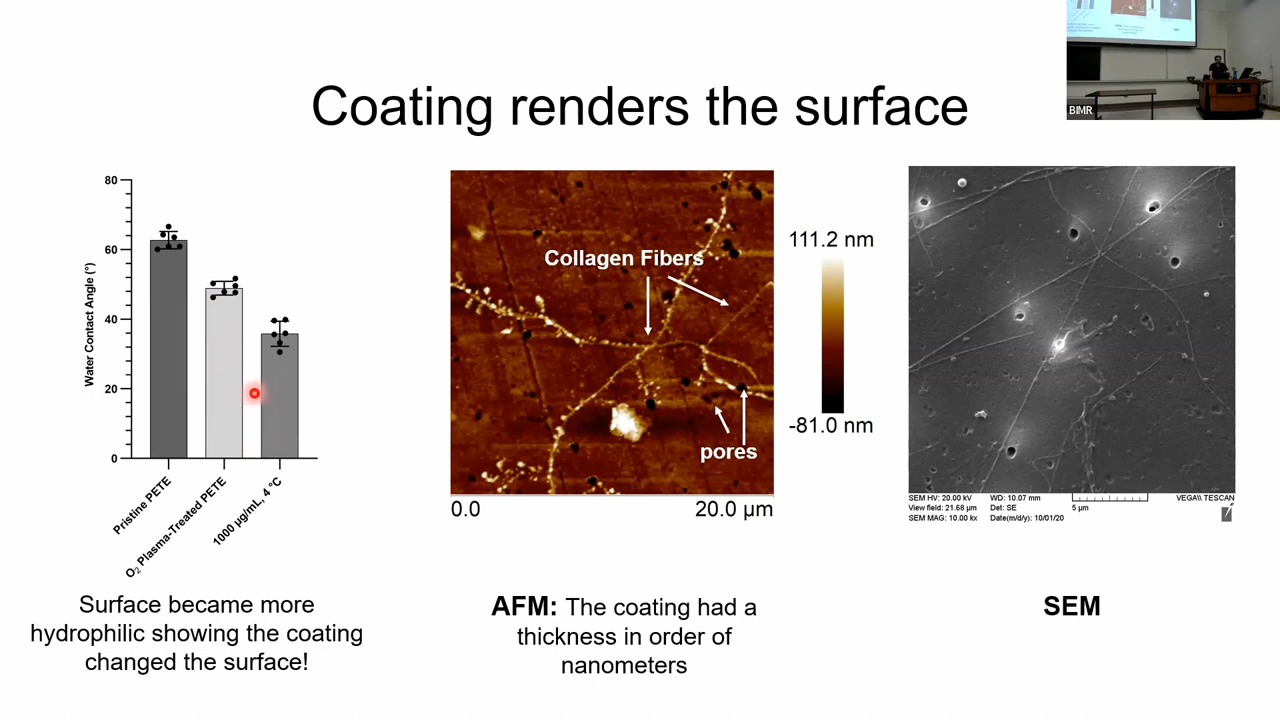 BIMR
Coating renders the surface
80
60
40
20
0
Water Contact Angle (°)
Pristine PETE
O2 Plasma-Treated PETE
1000 µg/mL, 4 °C
Surface became more
hydrophilic showing the coating
changed the surface!
Collagen Fibers
pores
0.0
20.0 µm
111.2 nm
-81.0 nm
AFM: The coating had a
thickness in order of
nanometers
SEM HV: 20.00 kV
WD: 10.07 mm
VEGA\\ TESCAN
View field: 21.68 µm
Det: SE
5 µm
SEM MAG: 10.00 kx
Date(m/d/y): 10/01/20
SEM